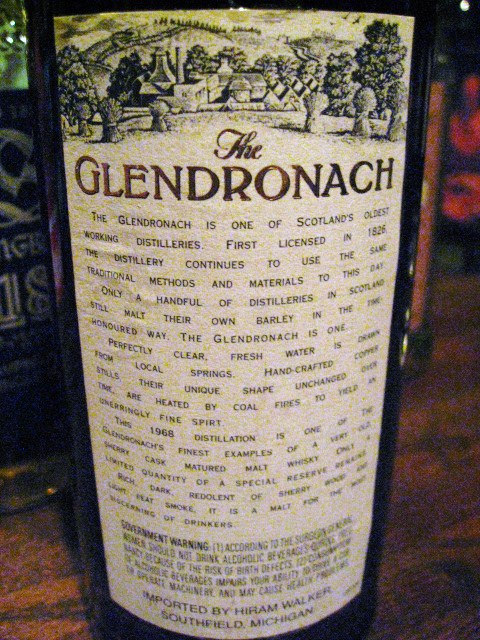 The
GLENDRONACH
THE GLENDRONACH IS ONE OF SCOTLAND'S OLDEST
WORKING DISTILLERIES. FIRST LICENSED IN 1826,
THE DISTILLERY CONTINUES TO USE THE SAME
TRADITIONAL METHODS AND MATERIALS TO THIS DAY.
ONLY A HANDFUL OF DISTILLERIES IN SCOTLAND
STILL MALT THEIR OWN BARLEY IN THE TIME-
HONOURED WAY. THE GLENDRONACH IS ONE.
PERFECTLY CLEAR, FRESH WATER IS DRAWN
FROM LOCAL SPRINGS. HAND-CRAFTED COPPER
STILLS, THEIR UNIQUE SHAPE UNCHANGED OVER
TIME, ARE HEATED BY COAL FIRES TO YIELD AN
UNERRINGLY FINE SPIRIT.
THIS 1968 DISTILLATION IS ONE OF THE
GLENDRONACH'S FINEST EXAMPLES OF A VERY OLD
SHERRY CASK MATURED MALT WHISKY. ONLY A
LIMITED QUANTITY OF A SPECIAL RESERVE REMAINS.
RICH, DARK, REDOLENT OF SHERRY WOOD AND
LIGHT PEAT SMOKE, IT IS A MALT FOR THE MOST
DISCERNING OF DRINKERS.
GOVERNMENT WARNING: (1) ACCORDING TO THE SURGEON GENERAL,
WOMEN SHOULD NOT DRINK ALCOHOLIC BEVERAGES DURING PREG-
NANCY BECAUSE OF THE RISK OF BIRTH DEFECTS. (2) CONSUMPTION
OF ALCOHOLIC BEVERAGES IMPAIRS YOUR ABILITY TO DRIVE A CAR
OR OPERATE MACHINERY, AND MAY CAUSE HEALTH PROBLEMS.
IMPORTED BY HIRAM WALKER
SOUTHFIELD, MICHIGAN
18